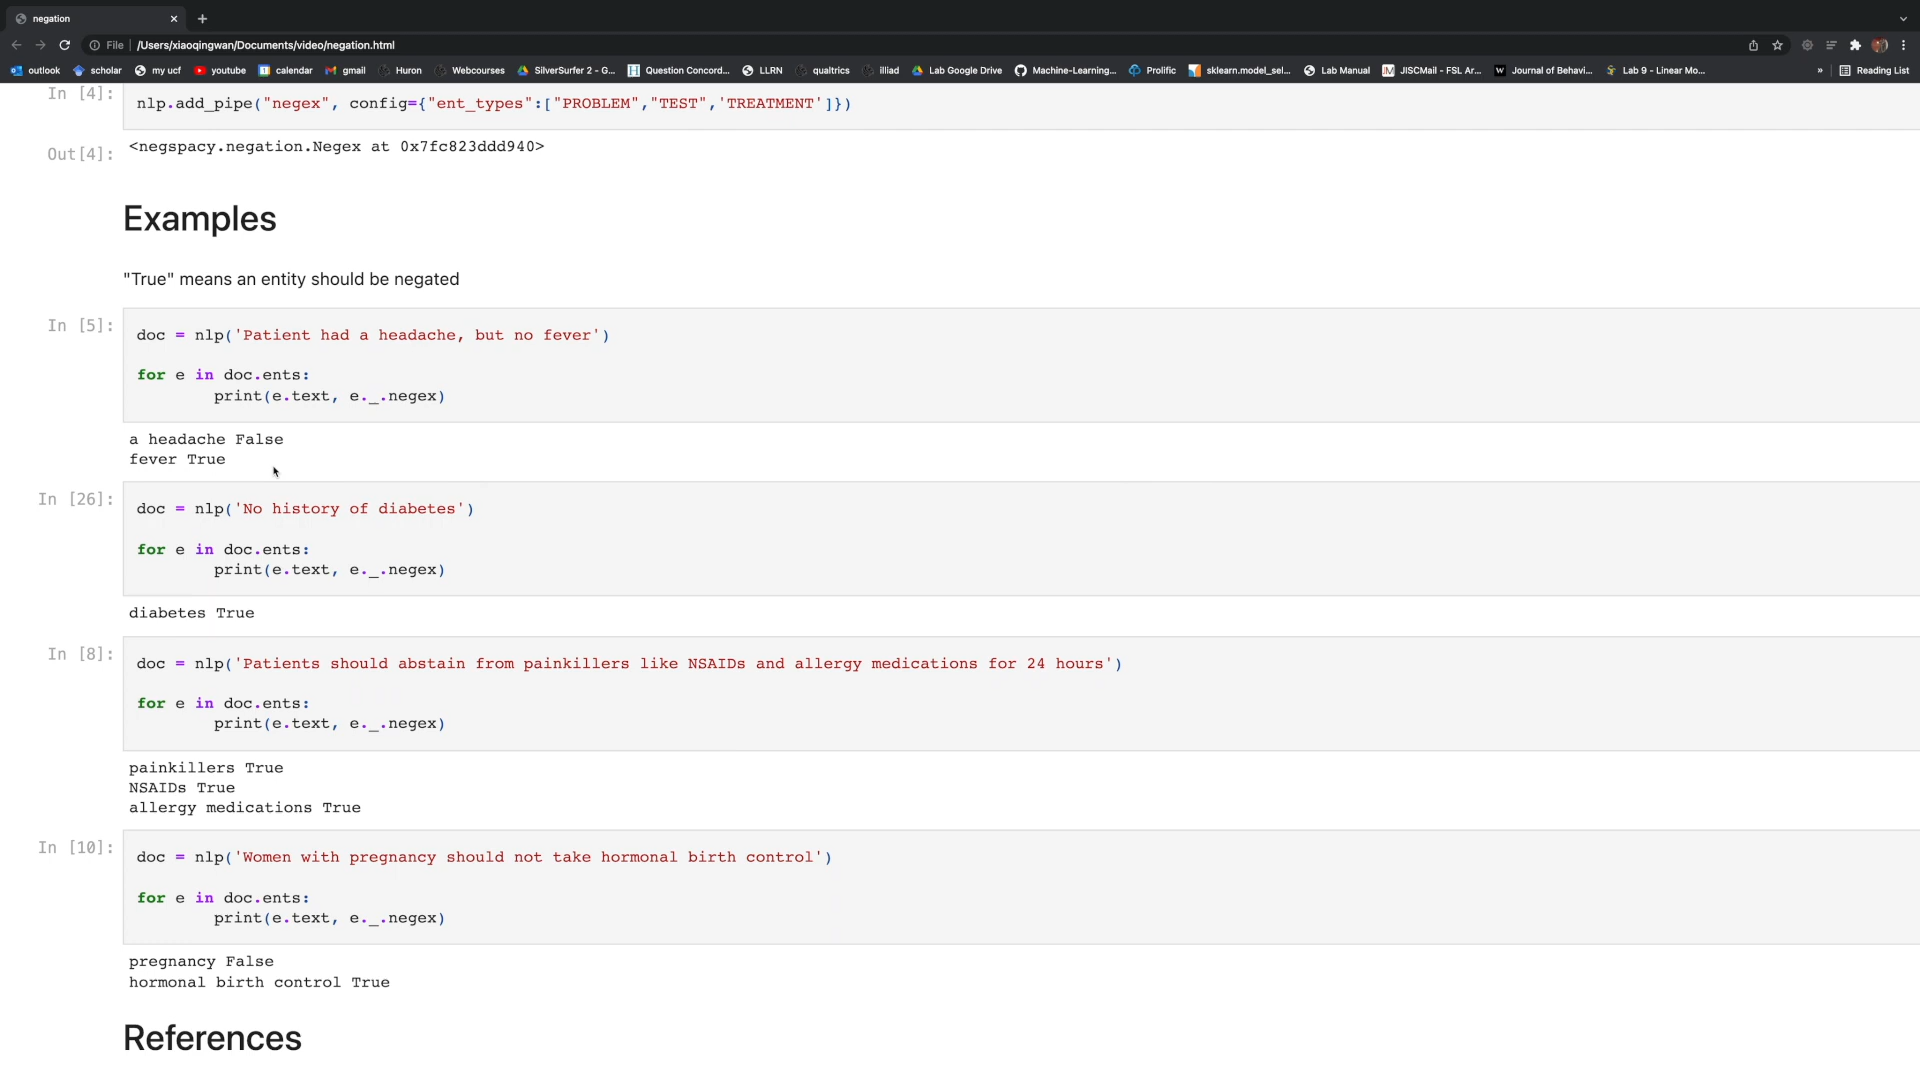 negation
File
/Users/xiaoqingwan/Documents/video/negation.html
outlook scholar my ucf youtube calendar gmail Huron Webcourses SilverSurfer 2 - G... Question Concord... LLRN qualtrics illiad Lab Google Drive Machine-Learning... Prolific sklearn.model_sel... Lab Manual JISCMail - FSL Ar... Journal of Behavi... Lab 9 - Linear Mo... » Reading List
In [4]:
nlp.add_pipe("negex", config={"ent_types":["PROBLEM","TEST",'TREATMENT']})
Out[4]: <negspacy.negation.Negex at 0x7fc823ddd940>
Examples
"True" means an entity should be negated
In [5]:
doc = nlp('Patient had a headache, but no fever')
for e in doc.ents:
print(e.text, e._.negex)
a headache False
fever True
In [26]:
doc = nlp('No history of diabetes')
for e in doc.ents:
print(e.text, e._.negex)
diabetes True
In [8]:
doc = nlp('Patients should abstain from painkillers like NSAIDs and allergy medications for 24 hours')
for e in doc.ents:
print(e.text, e._.negex)
painkillers True
NSAIDs True
allergy medications True
In [10]:
doc = nlp('Women with pregnancy should not take hormonal birth control')
for e in doc.ents:
print(e.text, e._.negex)
pregnancy False
hormonal birth control True
References